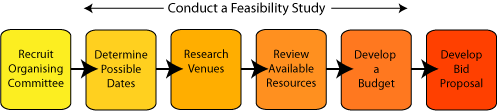 Conduct a Feasibility Study
Recruit
Organising
Committee
Determine
Possible
Dates
Research
Venues
Review
Available
Resources
Develop
a
Budget
Develop
Bid
Proposal